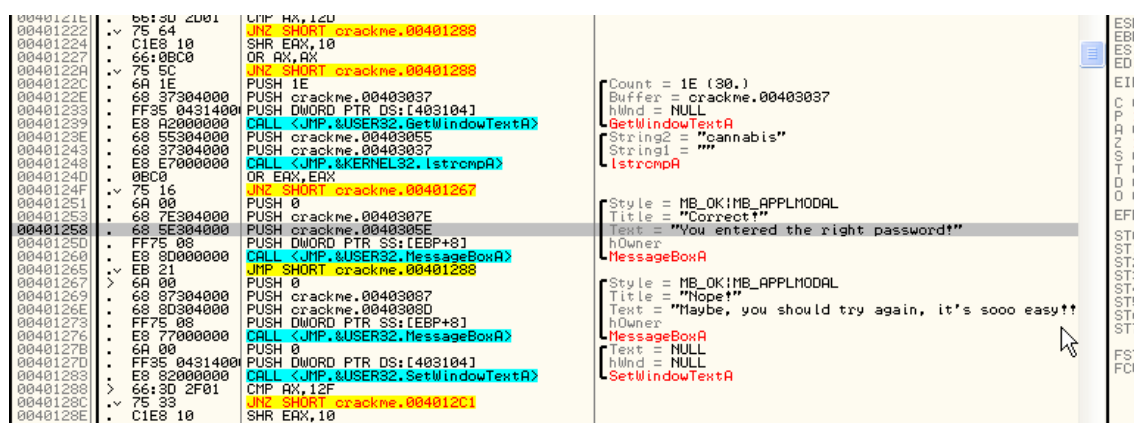 0040121E . 66:3D 2D01 CMP AX,12D
00401222 .v 75 64 JNZ SHORT crackme.00401288
00401224 . C1E8 10 SHR EAX,10
00401227 . 66:0BC0 OR AX,AX
0040122A .v 75 5C JNZ SHORT crackme.00401288
0040122C . 6A 1E PUSH 1E Count = 1E (30.)
0040122E . 68 37304000 PUSH crackme.00403037 Buffer = crackme.00403037
00401233 . FF35 04314000 PUSH DWORD PTR DS:[403104] hWnd = NULL
00401239 . E8 A2000000 CALL <JMP.&USER32.GetWindowTextA> GetWindowTextA
0040123E . 68 55304000 PUSH crackme.00403055 String2 = "cannabis"
00401243 . 68 37304000 PUSH crackme.00403037 String1 = ""
00401248 . E8 E7000000 CALL <JMP.&KERNEL32.lstrcmpA> lstrcmpA
0040124D . 0BC0 OR EAX,EAX
0040124F .v 75 16 JNZ SHORT crackme.00401267
00401251 . 6A 00 PUSH 0 Style = MB_OK|MB_APPLMODAL
00401253 . 68 7E304000 PUSH crackme.0040307E Title = "Correct!"
00401258 . 68 5E304000 PUSH crackme.0040305E Text = "You entered the right password!"
0040125D . FF75 08 PUSH DWORD PTR SS:[EBP+8] hOwner
00401260 . E8 8D000000 CALL <JMP.&USER32.MessageBoxA> MessageBoxA
00401265 .v EB 21 JMP SHORT crackme.00401288
00401267 > 6A 00 PUSH 0 Style = MB_OK|MB_APPLMODAL
00401269 . 68 87304000 PUSH crackme.00403087 Title = "Nope!"
0040126E . 68 8D304000 PUSH crackme.0040308D Text = "Maybe, you should try again, it's sooo easy!!
00401273 . FF75 08 PUSH DWORD PTR SS:[EBP+8] hOwner
00401276 . E8 77000000 CALL <JMP.&USER32.MessageBoxA> MessageBoxA
0040127B . 6A 00 PUSH 0 Text = NULL
0040127D . FF35 04314000 PUSH DWORD PTR DS:[403104] hWnd = NULL
00401283 . E8 82000000 CALL <JMP.&USER32.SetWindowTextA> SetWindowTextA
00401288 > 66:3D 2F01 CMP AX,12F
0040128C .v 75 33 JNZ SHORT crackme.004012C1
0040128E . C1E8 10 SHR EAX,10